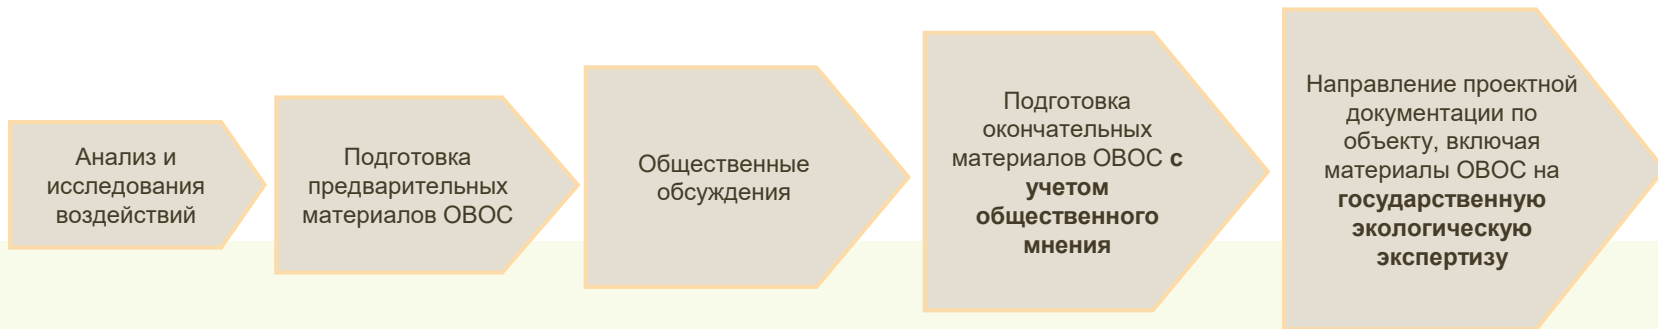 Анализ и
исследования
воздействий
Подготовка
предварительных
материалов ОВОС
Общественные
обсуждения
Подготовка
окончательных
материалов ОВОС с
учетом
общественного
мнения
Направление проектной
документации по
объекту, включая
материалы ОВОС на
государственную
экологическую
экспертизу